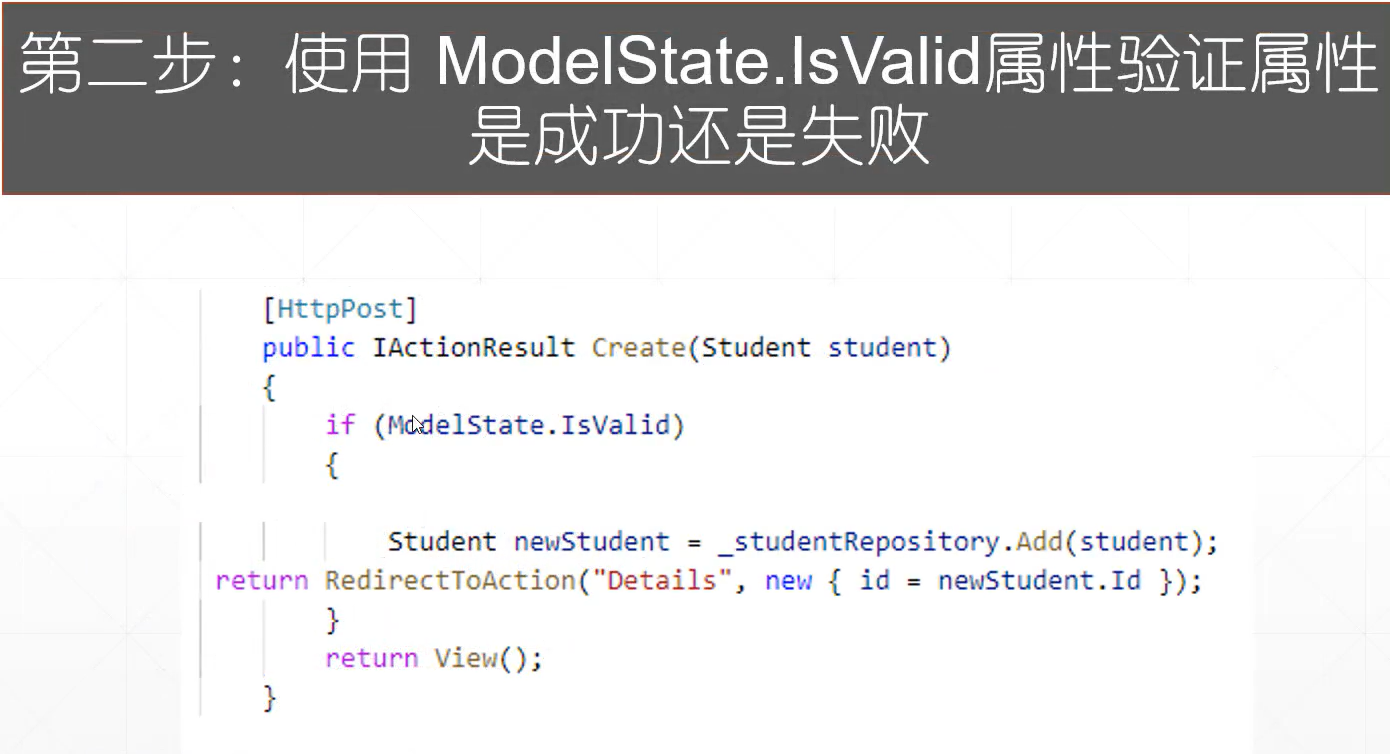 第二步：使用 ModelState.IsValid属性验证属性
是成功还是失败
[HttpPost]
public IActionResult Create(Student student)
{
if (ModelState.IsValid)
{
Student newStudent = _studentRepository.Add(student);
return RedirectToAction("Details", new { id = newStudent.Id });
}
return View();
}